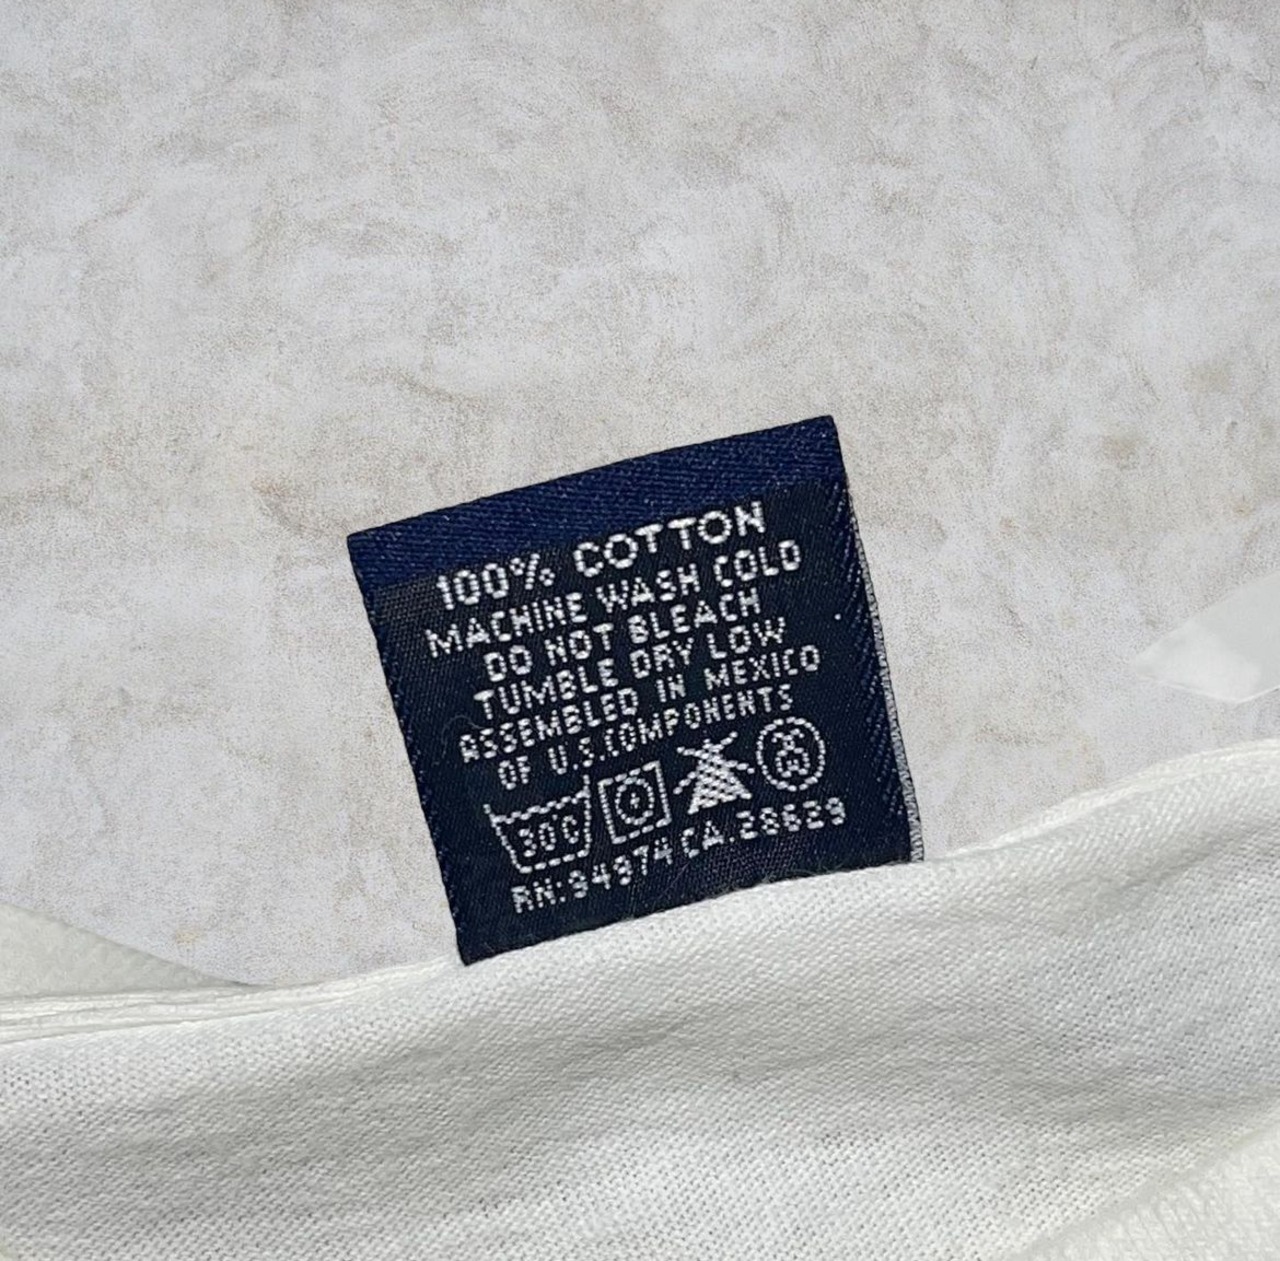 100% COTTON
MACHINE WASH COLD
DO NOT BLEACH
TUMBLE DRY LOW
ASSEMBLED IN MEXICO
OF U.S.COMPONENTS
30°C
RN:94974 CA.28629